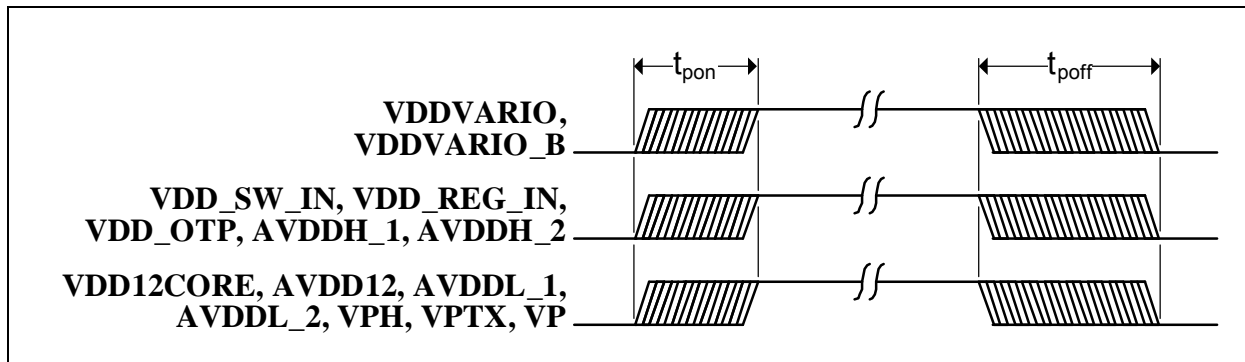 tpon
tpoff
VDDVARIO,
VDDVARIO_B
VDD_SW_IN, VDD_REG_IN,
VDD_OTP, AVDDH_1, AVDDH_2
VDD12CORE, AVDD12, AVDDL_1,
AVDDL_2, VPH, VPTX, VP